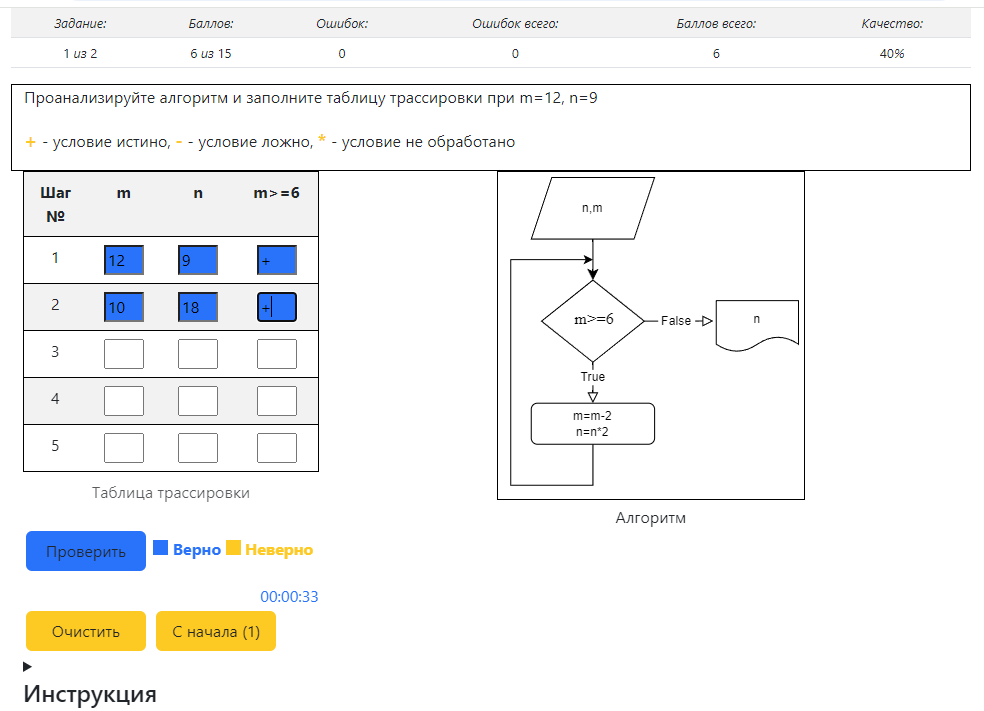 Задание: Баллов: Ошибок: Ошибок всего: Баллов всего: Качество:
1 из 2 6 из 15 0 0 6 40%
Проанализируйте алгоритм и заполните таблицу трассировки при m=12, n=9
+ - условие истино, - - условие ложно, * - условие не обработано
Шаг № m n m>=6
1 12 9 +
2 10 18 +
3
4
5
Таблица трассировки
n,m
m>=6
False
n
True
m=m-2
n=n*2
Алгоритм
Проверить Верно Неверно
00:00:33
Очистить С начала (1)
Инструкция